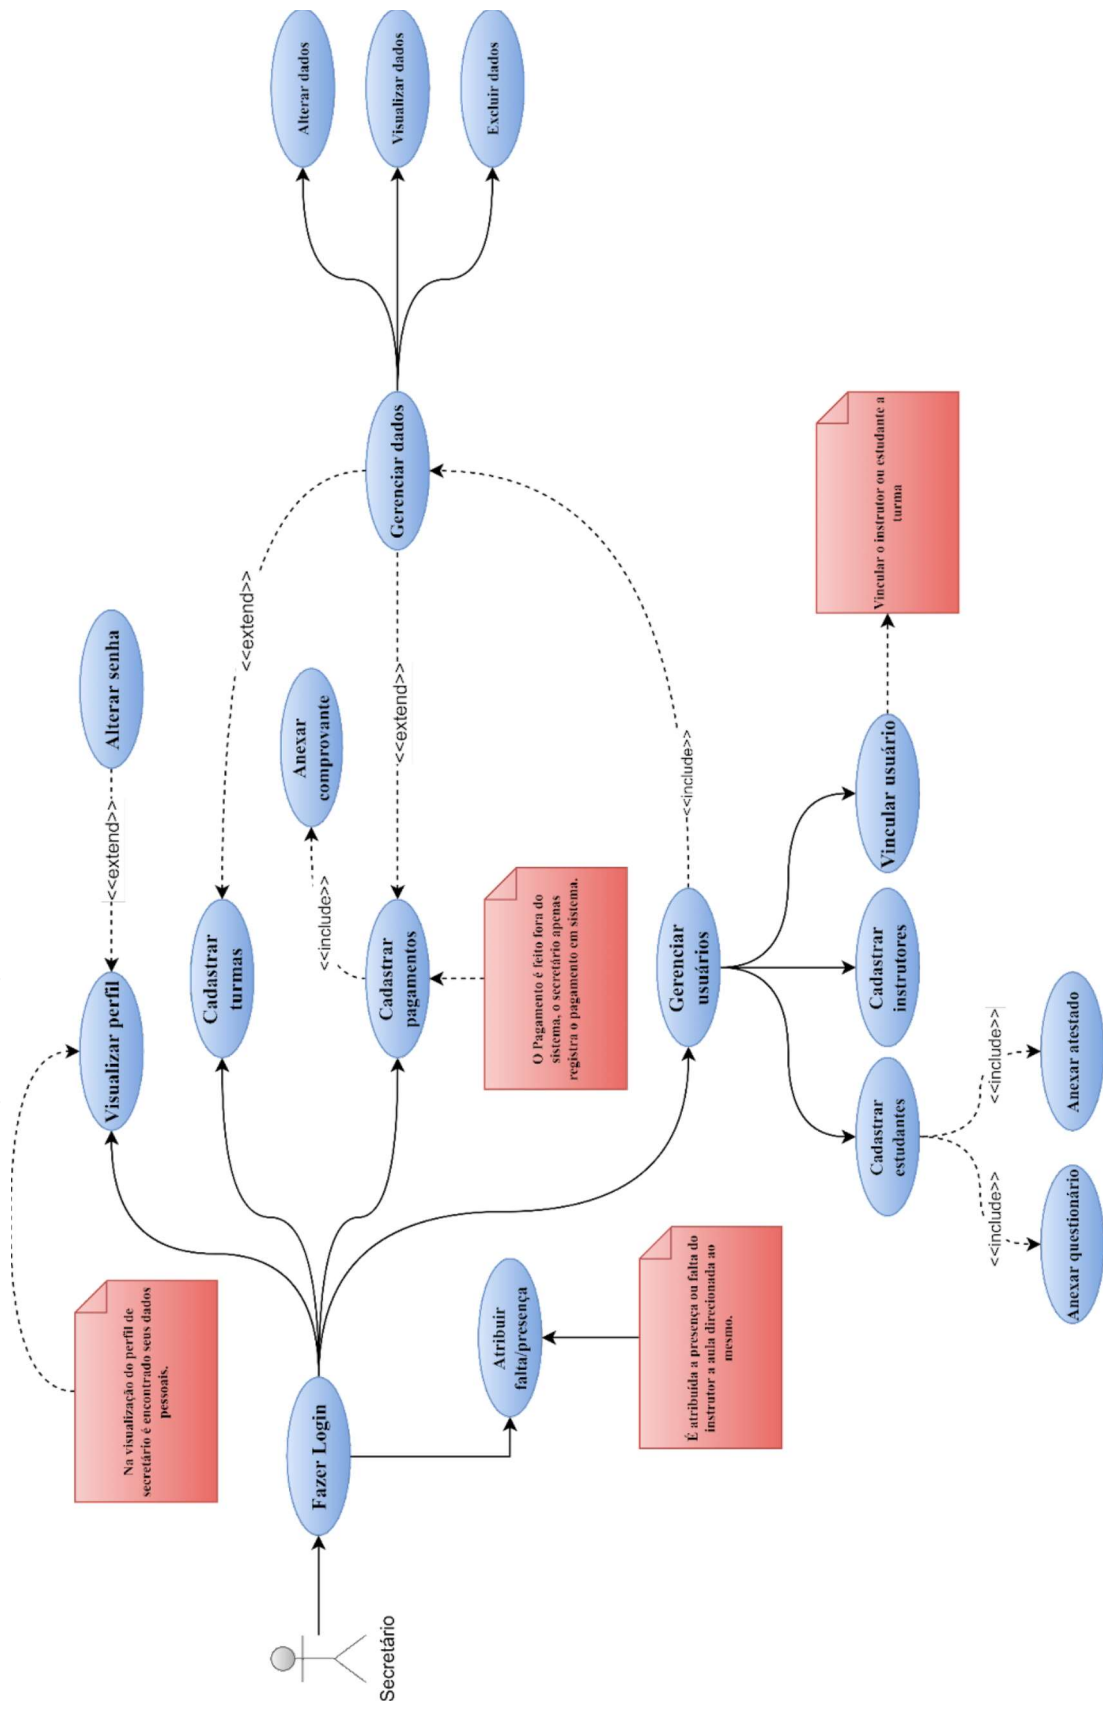 Secretário
Fazer Login
Na visualização do perfil de
secretário é encontrado seus dados
pessoais.
Visualizar perfil
<<extend>>
Alterar senha
Cadastrar
turmas
<<extend>>
Cadastrar
pagamentos
<<include>>
Anexar
comprovante
<<extend>>
O Pagamento é feito fora do
sistema, o secretário apenas
registra o pagamento em sistema.
Gerenciar dados
Alterar dados
Visualizar dados
Excluir dados
Atribuir
falta/presença
É atribuída a presença ou falta do
instrutor a aula direcionada ao
mesmo.
Gerenciar
usuários
<<include>>
Cadastrar
estudantes
Cadastrar
instrutores
Vincular usuário
Vincular o instrutor ou estudante a
turma
<<include>>
<<include>>
Anexar questionário
Anexar atestado